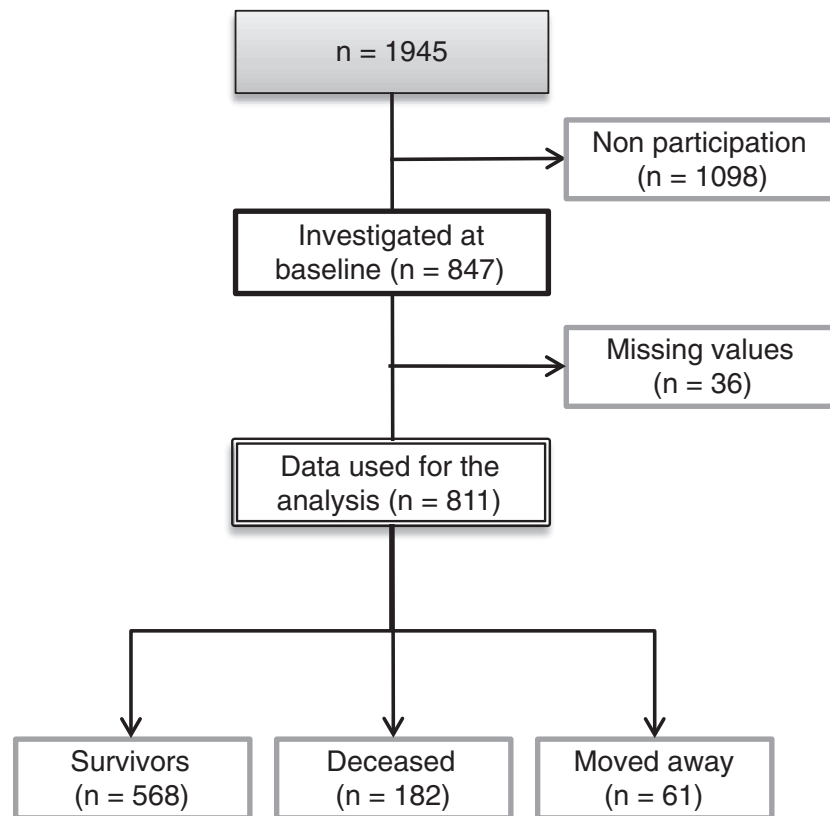 n = 1945
Non participation
(n = 1098)
Investigated at
baseline (n = 847)
Missing values
(n = 36)
Data used for the
analysis (n = 811)
Survivors
(n = 568)
Deceased
(n = 182)
Moved away
(n = 61)